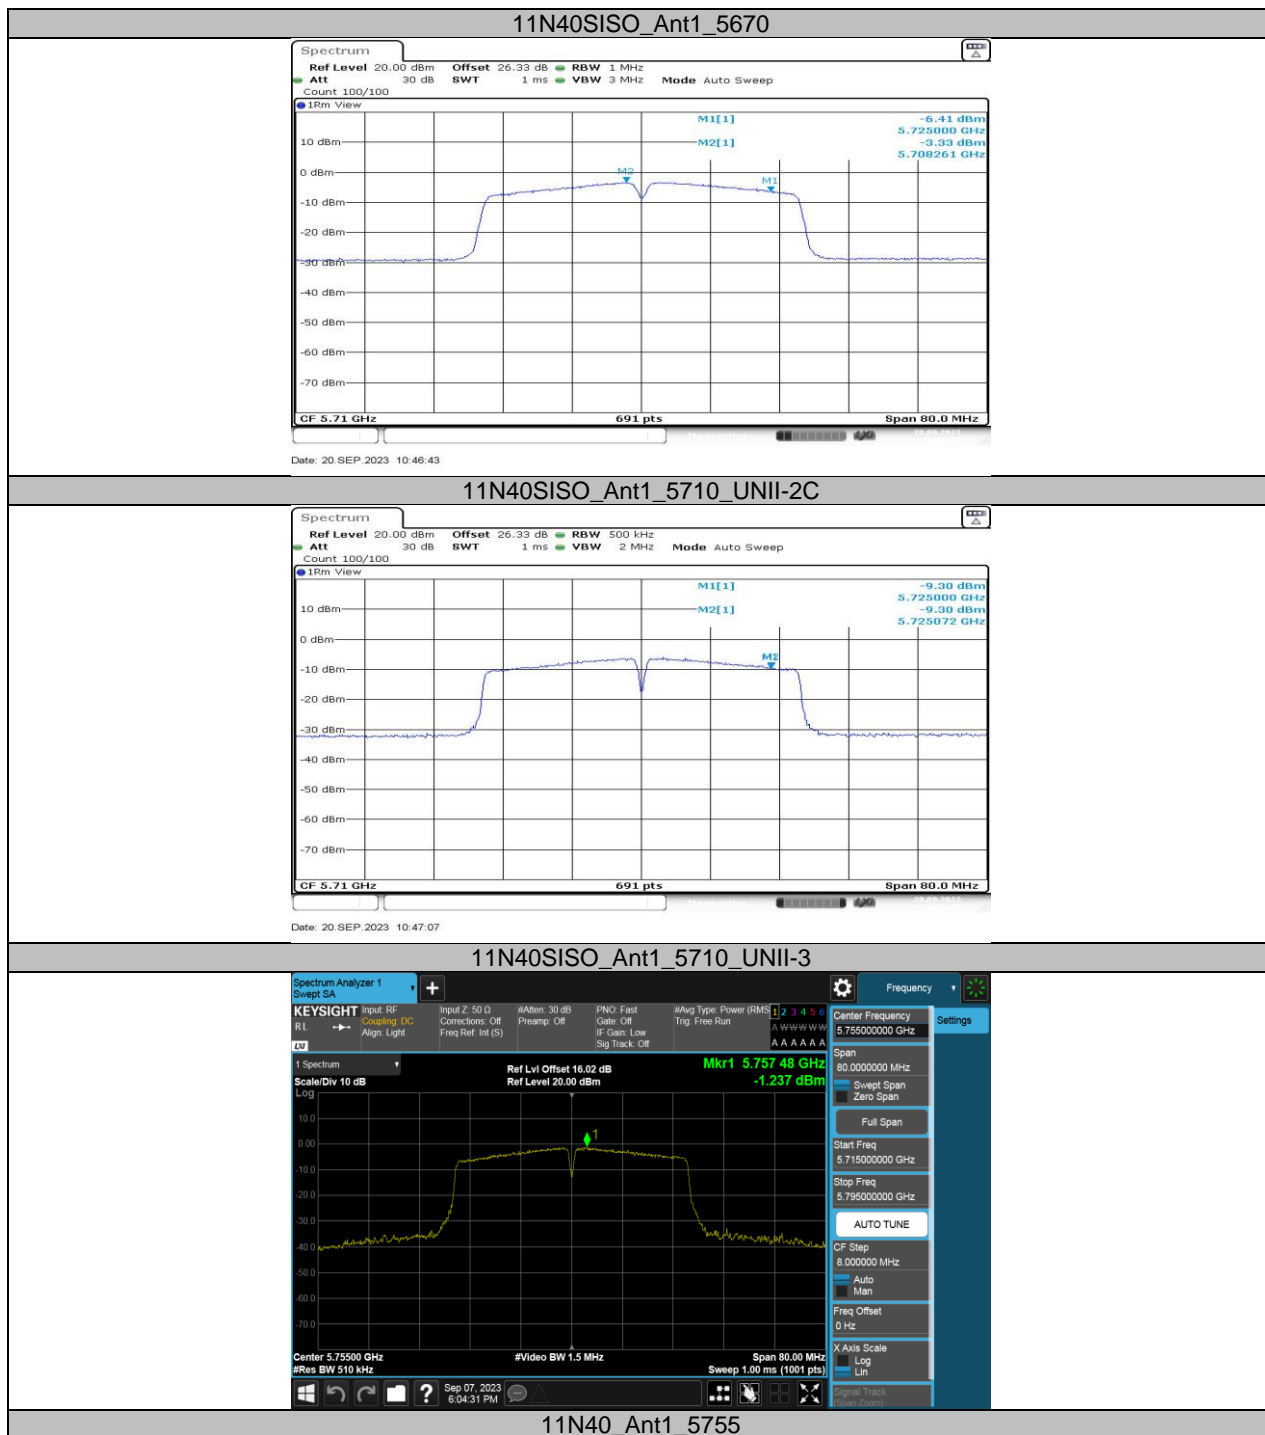 11N40SISO_Ant1_5670
Spectrum
Ref Level 20.00 dBm Offset 26.33 dB RBW 1 MHz
Att 30 dB SWT 1 ms VBW 3 MHz Mode Auto Sweep
Count 100/100
1Rm View
M1[1] -6.41 dBm
5.725000 GHz
10 dBm
M2[1] -3.33 dBm
5.708261 GHz
0 dBm
M2
M1
-10 dBm
-20 dBm
-30 dBm
-40 dBm
-50 dBm
-60 dBm
-70 dBm
CF 5.71 GHz 691 pts Span 80.0 MHz
Date: 20.SEP.2023 10:46:43
11N40SISO_Ant1_5710_UNII-2C
Spectrum
Ref Level 20.00 dBm Offset 26.33 dB RBW 500 kHz
Att 30 dB SWT 1 ms VBW 2 MHz Mode Auto Sweep
Count 100/100
1Rm View
M1[1] -9.30 dBm
5.725000 GHz
10 dBm
M2[1] -9.30 dBm
5.725072 GHz
0 dBm
M2
-10 dBm
-20 dBm
-30 dBm
-40 dBm
-50 dBm
-60 dBm
-70 dBm
CF 5.71 GHz 691 pts Span 80.0 MHz
Date: 20.SEP.2023 10:47:07
11N40SISO_Ant1_5710_UNII-3
Spectrum Analyzer 1
Swept SA
Frequency
KEYSIGHT Input: RF Input Z: 50 Ω #Atten: 30 dB PNO: Fast #Avg Type: Power (RMS 1 2 3 4 5 6
RL Coupling: DC Corrections: Off Preamp: Off Gate: Off Trig: Free Run A W W W W W
Align: Light Freq Ref: Int (S) IF Gain: Low
LXI Sig Track: Off A A A A A A
Center Frequency
5.755000000 GHz
Settings
Span
80.0000000 MHz
Swept Span
Zero Span
Full Span
Start Freq
5.715000000 GHz
Stop Freq
5.795000000 GHz
AUTO TUNE
CF Step
8.000000 MHz
Auto
Man
Freq Offset
0 Hz
X Axis Scale
Log
Lin
Signal Track
(Span Zoom)
1 Spectrum
Ref Lvl Offset 16.02 dB Mkr1 5.757 48 GHz
Scale/Div 10 dB Ref Level 20.00 dBm -1.237 dBm
Log
10.0
1
0.00
-10.0
-20.0
-30.0
-40.0
-50.0
-60.0
-70.0
Center 5.75500 GHz #Video BW 1.5 MHz Span 80.00 MHz
#Res BW 510 kHz Sweep 1.00 ms (1001 pts)
Sep 07, 2023
6:04:31 PM
11N40_Ant1_5755